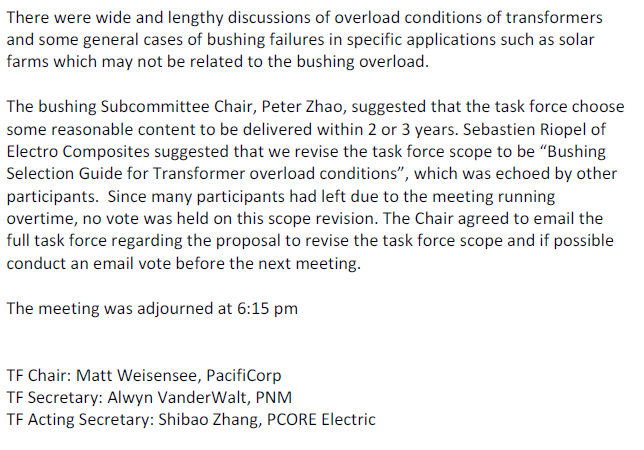 There were wide and lengthy discussions of overload conditions of transformers
and some general cases of bushing failures in specific applications such as solar
farms which may not be related to the bushing overload.
The bushing Subcommittee Chair, Peter Zhao, suggested that the task force choose
some reasonable content to be delivered within 2 or 3 years. Sebastien Riopel of
Electro Composites suggested that we revise the task force scope to be “Bushing
Selection Guide for Transformer overload conditions”, which was echoed by other
participants.  Since many participants had left due to the meeting running
overtime, no vote was held on this scope revision. The Chair agreed to email the
full task force regarding the proposal to revise the task force scope and if possible
conduct an email vote before the next meeting.
The meeting was adjourned at 6:15 pm
TF Chair: Matt Weisensee, PacifiCorp
TF Secretary: Alwyn VanderWalt, PNM
TF Acting Secretary: Shibao Zhang, PCORE Electric